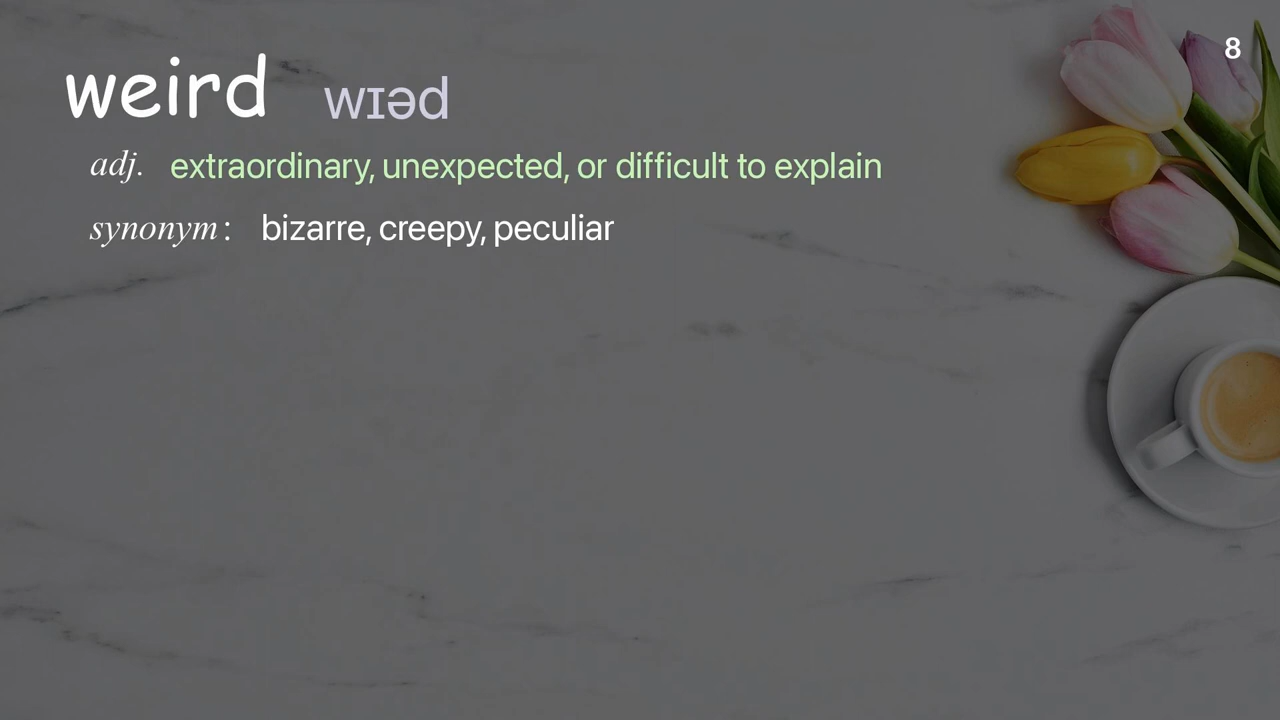 8
weird wɪəd
adj. extraordinary, unexpected, or difficult to explain
synonym: bizarre, creepy, peculiar